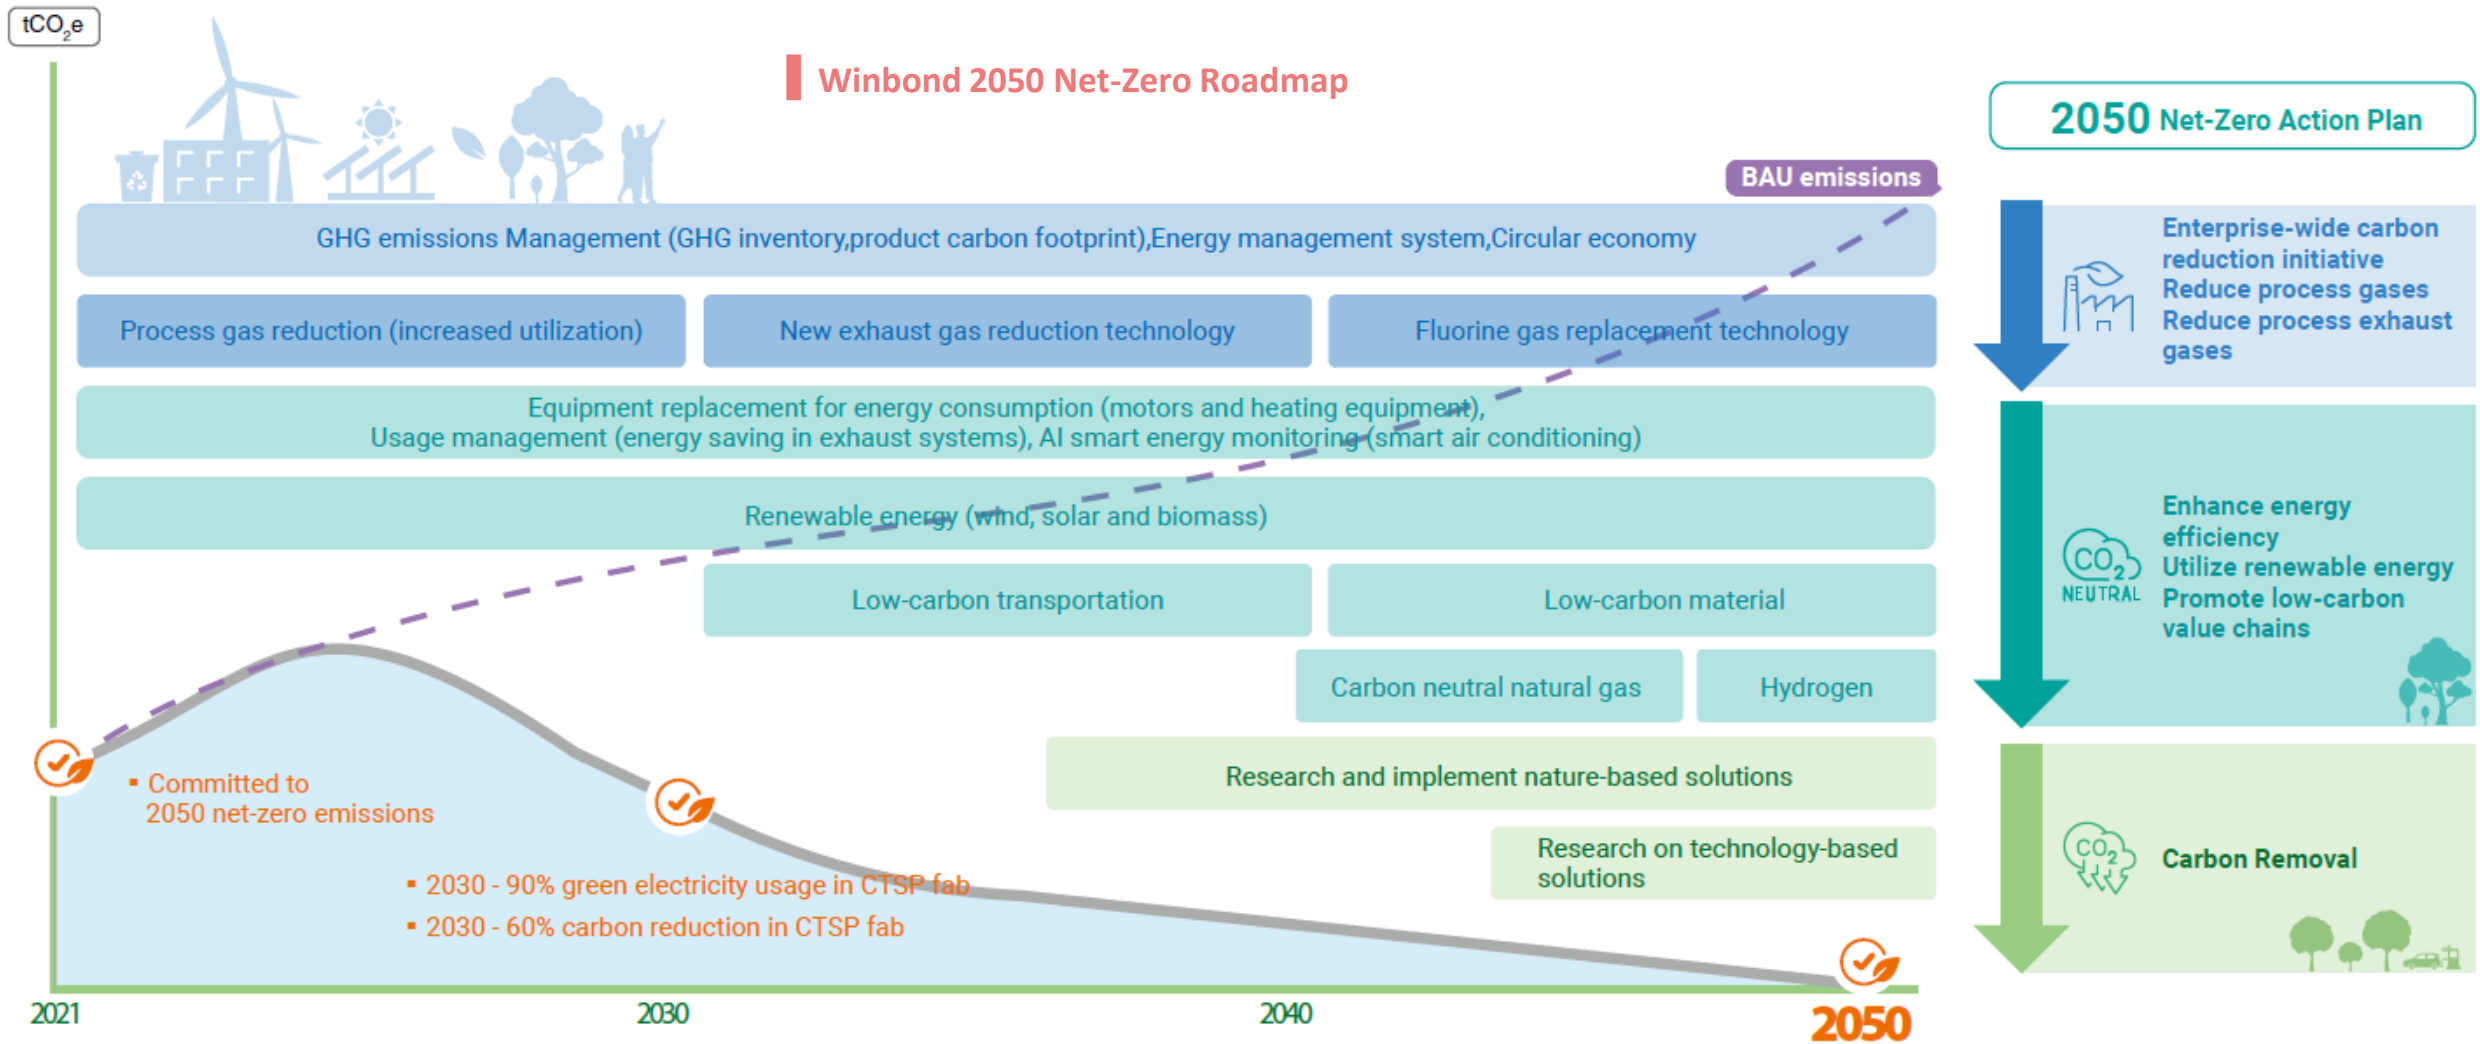 tCO₂e
Winbond 2050 Net-Zero Roadmap
2050 Net-Zero Action Plan
BAU emissions
GHG emissions Management (GHG inventory,product carbon footprint),Energy management system,Circular economy
Process gas reduction (increased utilization)
New exhaust gas reduction technology
Fluorine gas replacement technology
Equipment replacement for energy consumption (motors and heating equipment),
Usage management (energy saving in exhaust systems), AI smart energy monitoring (smart air conditioning)
Renewable energy (wind, solar and biomass)
Low-carbon transportation
Low-carbon material
Carbon neutral natural gas
Hydrogen
Research and implement nature-based solutions
Research on technology-based
solutions
▪ Committed to
2050 net-zero emissions
▪ 2030 - 90% green electricity usage in CTSP fab
▪ 2030 - 60% carbon reduction in CTSP fab
2021
2030
2040
2050
Enterprise-wide carbon
reduction initiative
Reduce process gases
Reduce process exhaust
gases
CO₂
NEUTRAL
Enhance energy
efficiency
Utilize renewable energy
Promote low-carbon
value chains
CO₂
Carbon Removal